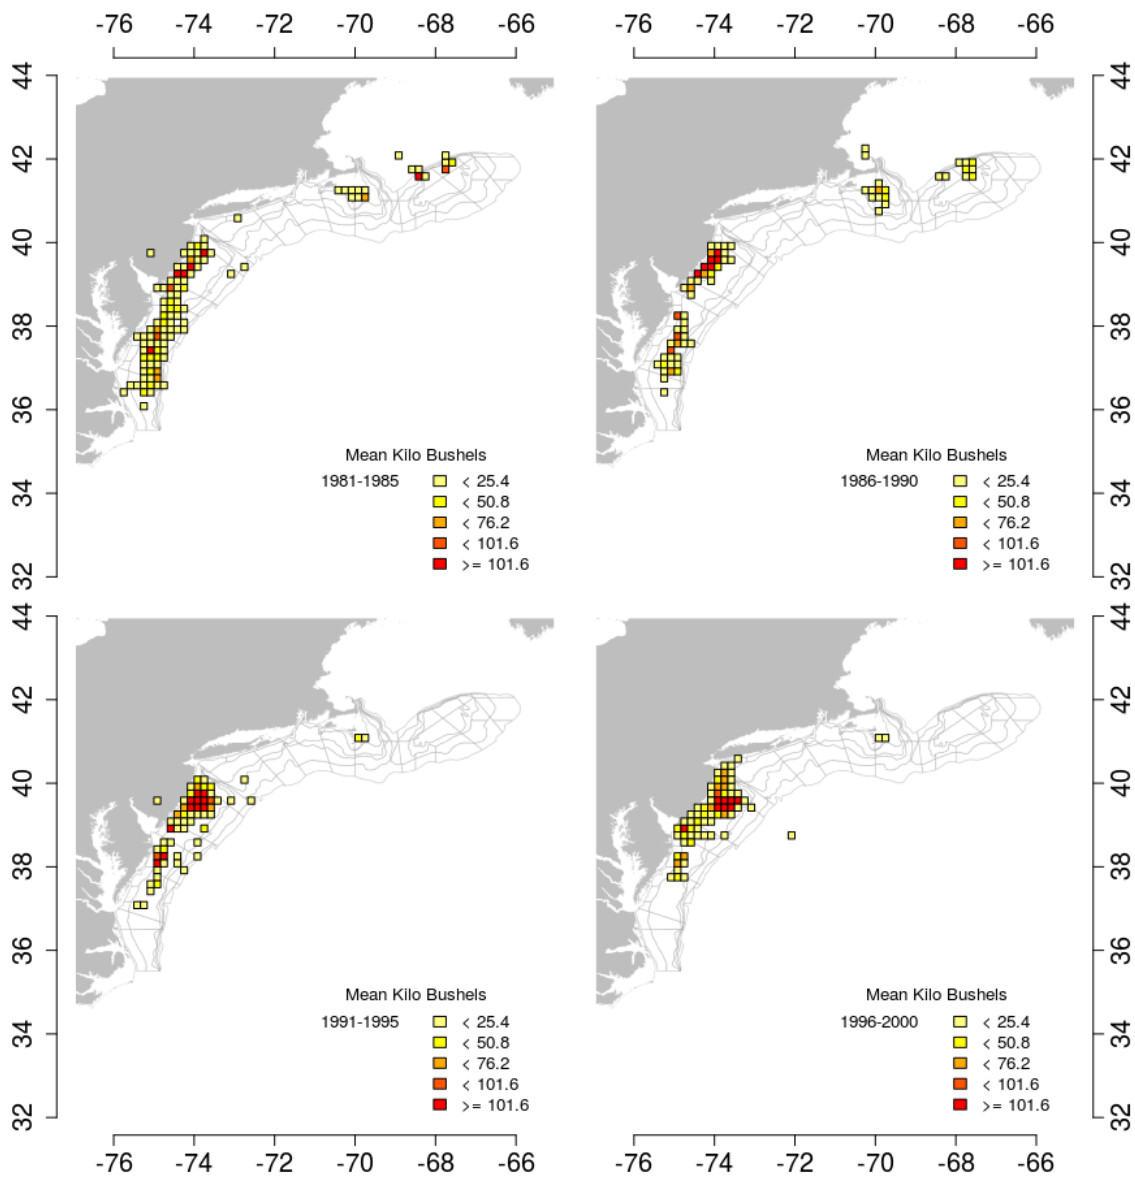 -76 -74 -72 -70 -68 -66 -76 -74 -72 -70 -68 -66
44 44
42 42
40 40
38 38
36 36
Mean Kilo Bushels Mean Kilo Bushels
1981-1985 < 25.4 1986-1990 < 25.4
34 < 50.8 < 50.8 34
< 76.2 < 76.2
< 101.6 < 101.6
>= 101.6 >= 101.6
32 32
44 44
42 42
40 40
38 38
36 36
Mean Kilo Bushels Mean Kilo Bushels
1991-1995 < 25.4 1996-2000 < 25.4
34 < 50.8 < 50.8 34
< 76.2 < 76.2
< 101.6 < 101.6
>= 101.6 >= 101.6
32 32
-76 -74 -72 -70 -68 -66 -76 -74 -72 -70 -68 -66